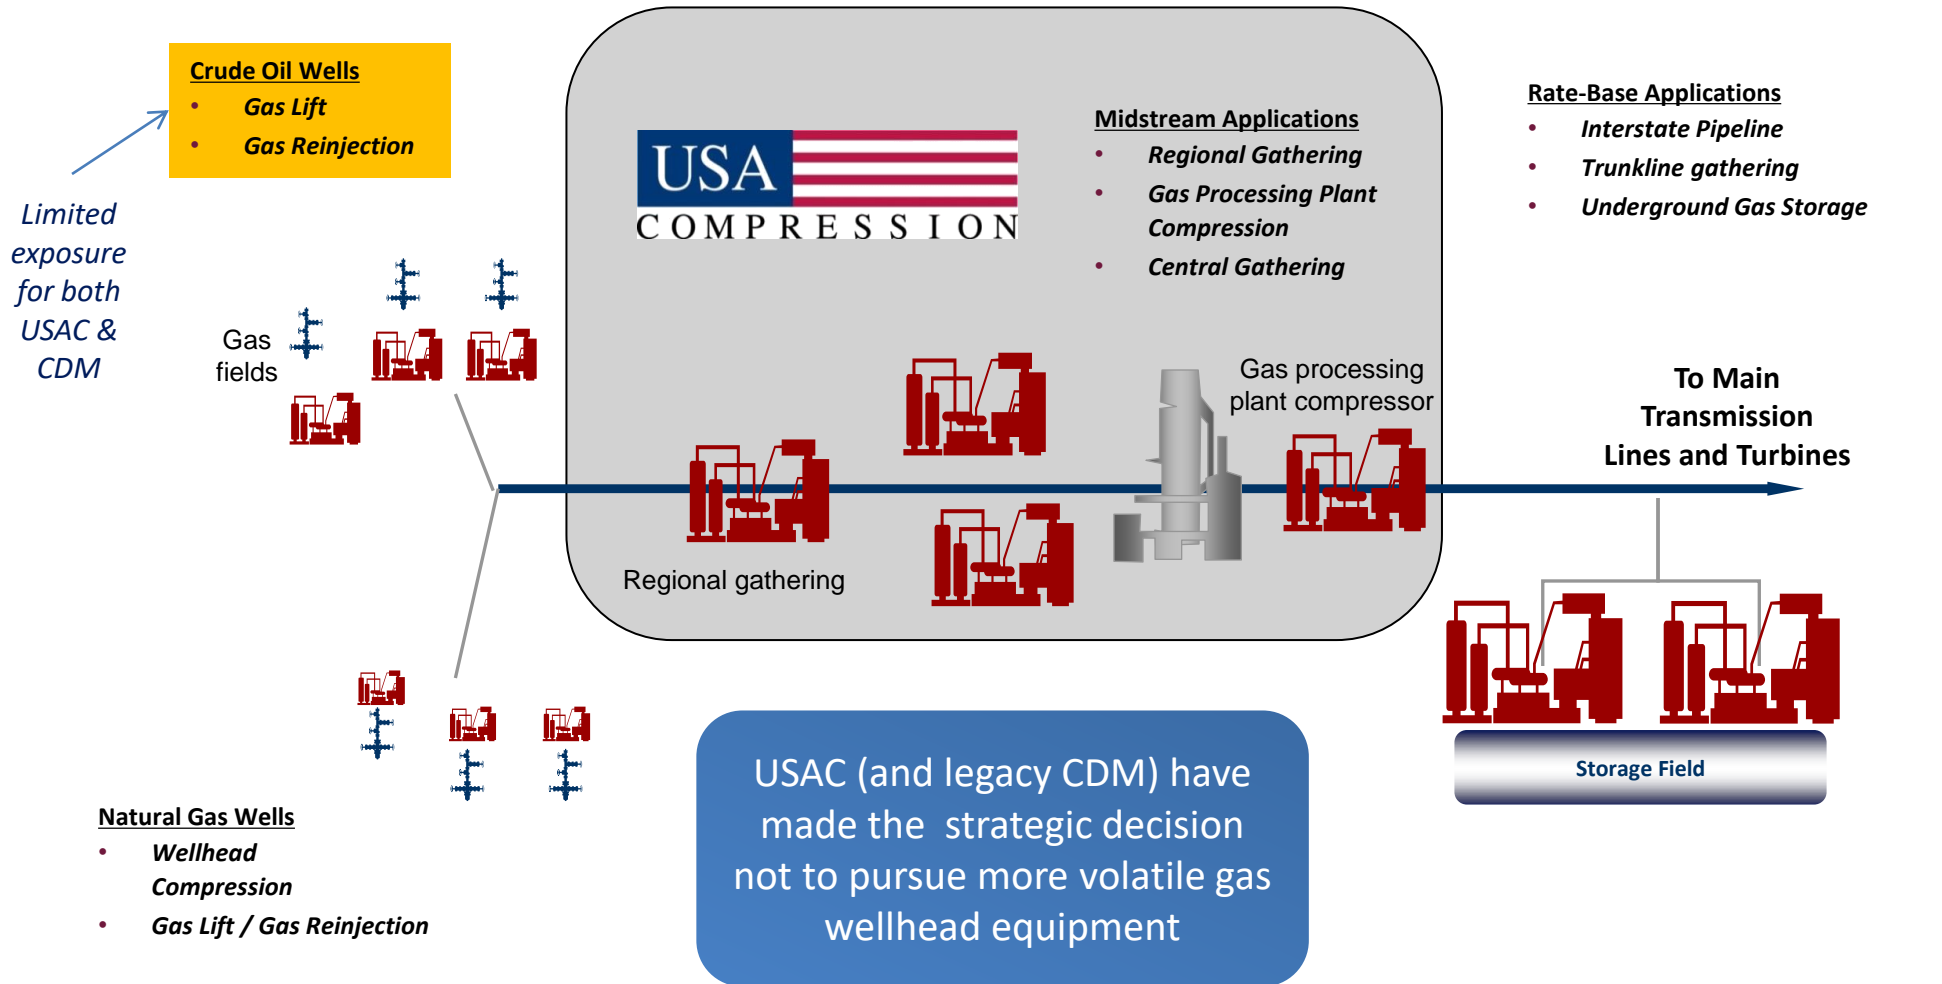 Crude Oil Wells
• Gas Lift
• Gas Reinjection
Limited
exposure
for both
USAC &
CDM
Gas
fields
USA
COMPRESSION
Midstream Applications
• Regional Gathering
• Gas Processing Plant
Compression
• Central Gathering
Rate-Base Applications
• Interstate Pipeline
• Trunkline gathering
• Underground Gas Storage
Gas processing
plant compressor
To Main
Transmission
Lines and Turbines
Regional gathering
Storage Field
Natural Gas Wells
• Wellhead
Compression
• Gas Lift / Gas Reinjection
USAC (and legacy CDM) have
made the  strategic decision
not to pursue more volatile gas
wellhead equipment